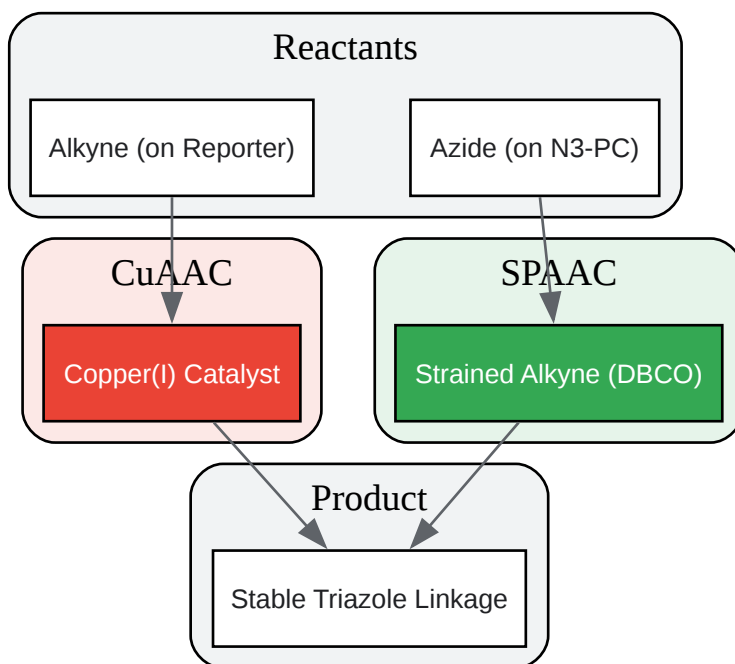 Reactants
Alkyne (on Reporter)
Azide (on N3-PC)
CuAAC
SPAAC
Copper(I) Catalyst
Strained Alkyne (DBCO)
Product
Stable Triazole Linkage